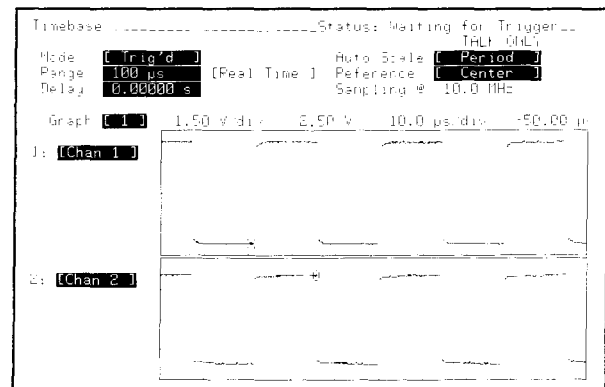 Timebase Status: Waiting for Trigger
TALK ONLY
Mode [ Trig'd ] Auto Scale [ Period ]
Range 100 µs [Real Time ] Reference [ Center ]
Delay 0.00000 s Sampling @ 10.0 MHz
Graph [ 1 ] 1.50 V/div 2.50 V 10.0 µs/div -50.00 µ
1: [Chan 1 ]
2: [Chan 2 ]